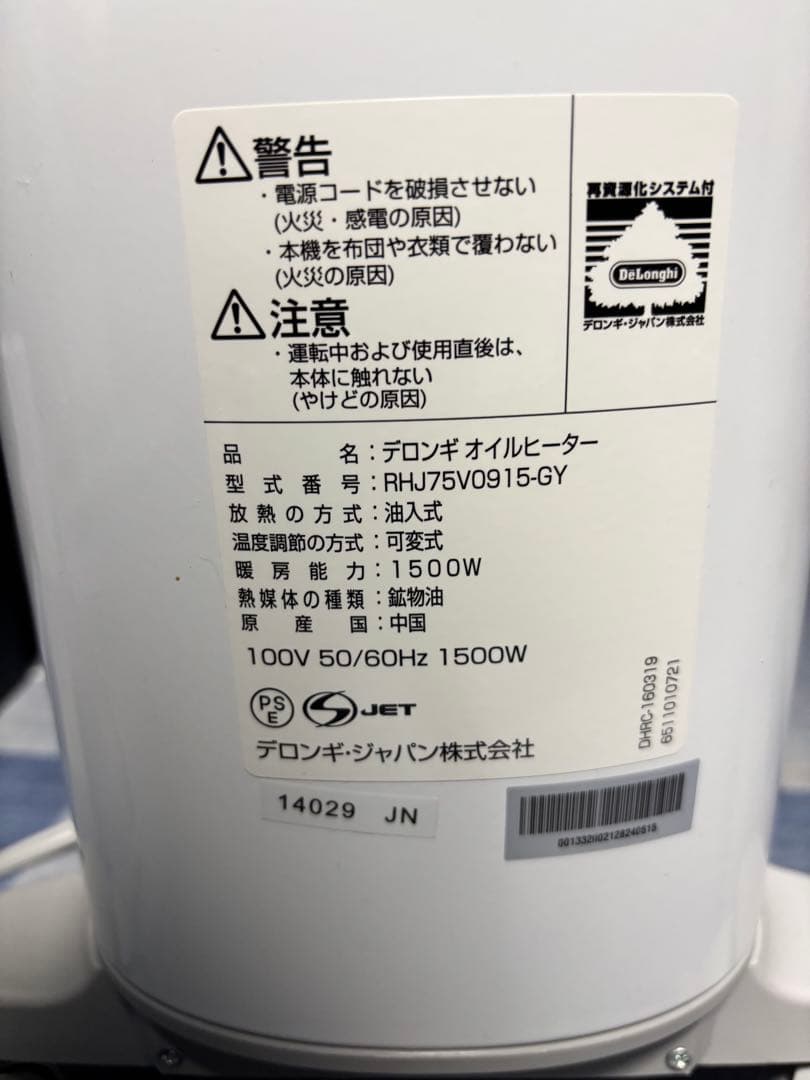 警告
・電源コードを破損させない
(火災・感電の原因)
・本機を布団や衣類で覆わない
(火災の原因)
注意
・運転中および使用直後は、
本体に触れない
(やけどの原因)
再資源化システム付
DeLonghi
デロンギ・ジャパン株式会社
品名：デロンギ オイルヒーター
型式番号：RHJ75V0915-GY
放熱の方式：油入式
温度調節の方式：可変式
暖房能力：1500W
熱媒体の種類：鉱物油
原産国：中国
100V 50/60Hz 1500W
PSE
JET
デロンギ・ジャパン株式会社
DHRC-160319
6511010721
14029 JN